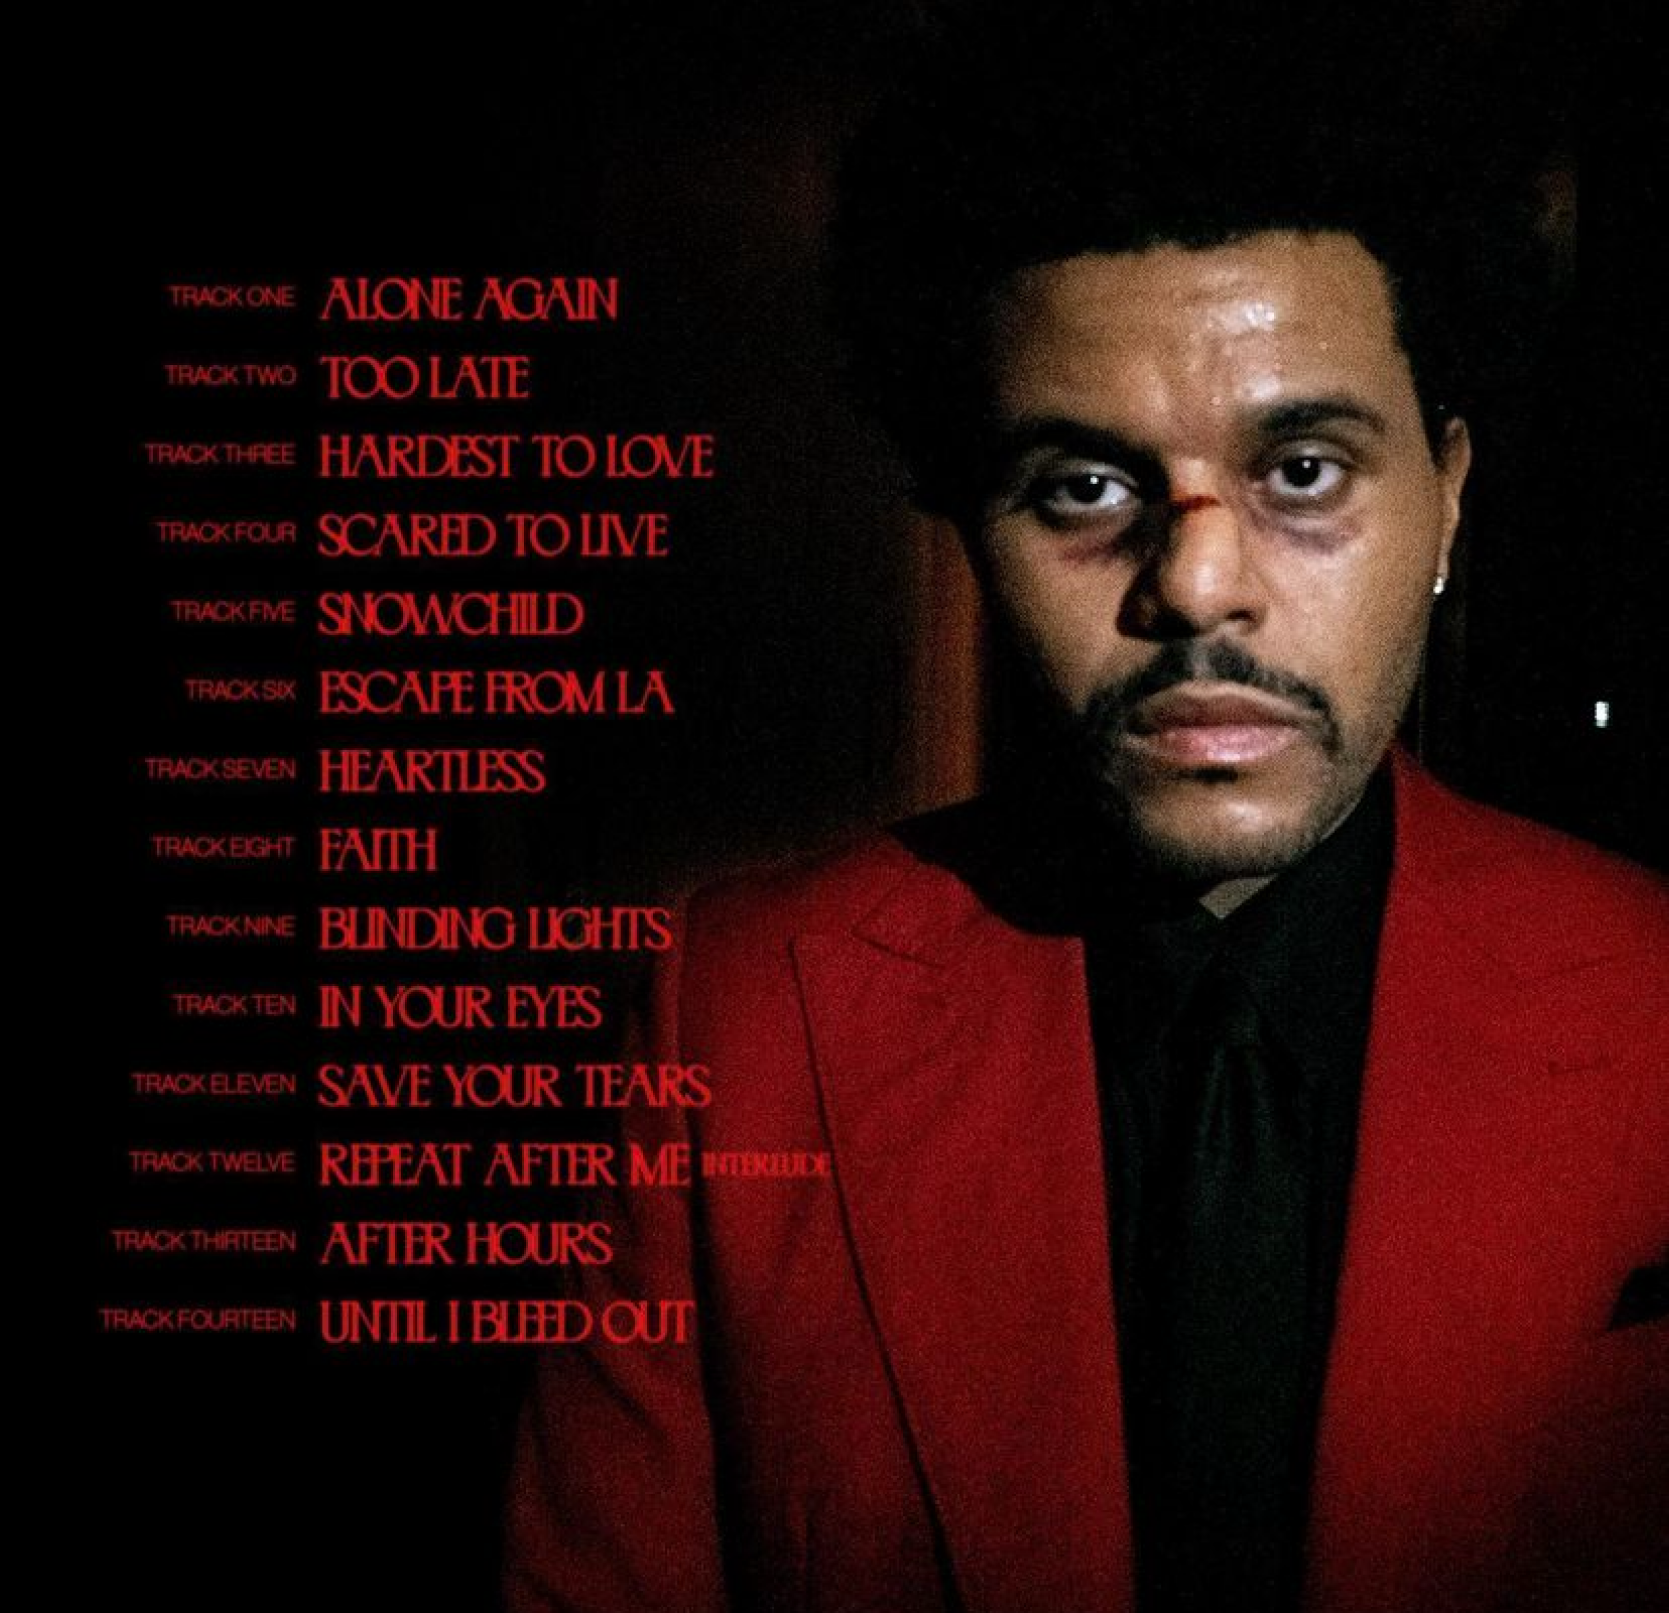 TRACK ONE ALONE AGAIN
TRACK TWO TOO LATE
TRACK THREE HARDEST TO LOVE
TRACK FOUR SCARED TO LIVE
TRACK FIVE SNOWCHILD
TRACK SIX ESCAPE FROM LA
TRACK SEVEN HEARTLESS
TRACK EIGHT FAITH
TRACK NINE BLINDING LIGHTS
TRACK TEN IN YOUR EYES
TRACK ELEVEN SAVE YOUR TEARS
TRACK TWELVE REPEAT AFTER ME INTERLUDE
TRACK THIRTEEN AFTER HOURS
TRACK FOURTEEN UNTIL I BLEED OUT